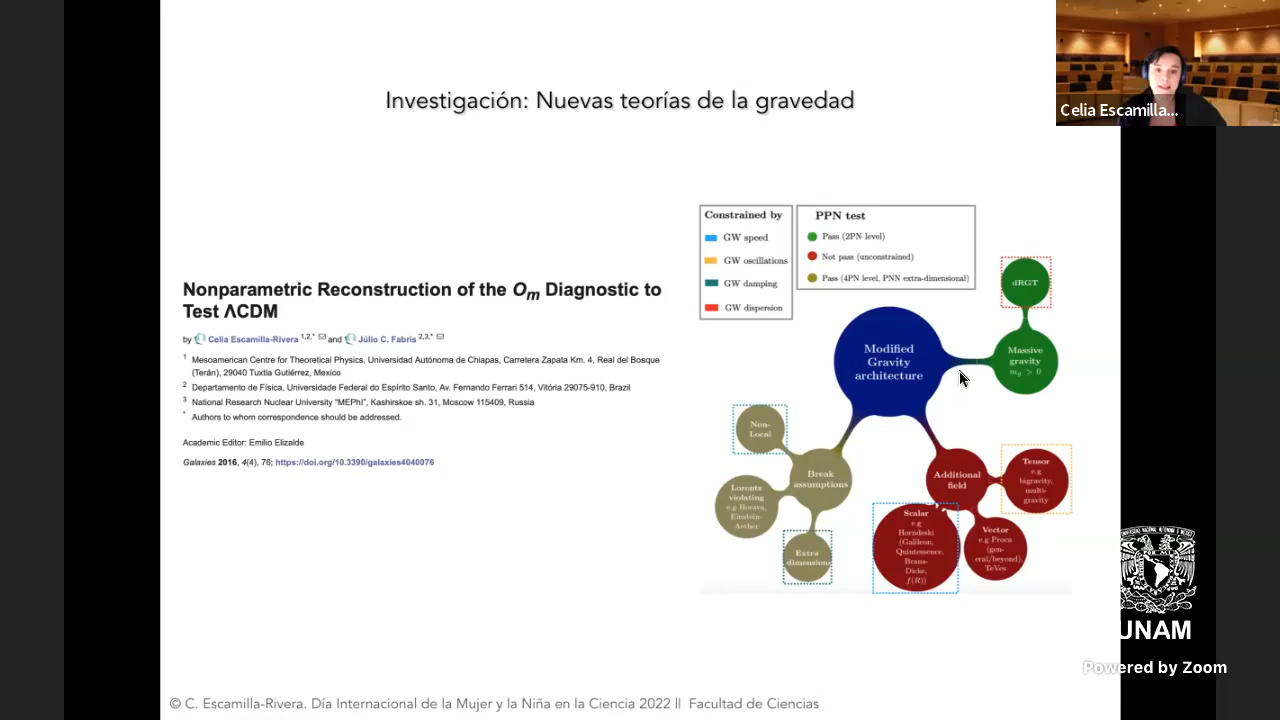 Celia Escamilla...
Investigación: Nuevas teorías de la gravedad
Nonparametric Reconstruction of the Om Diagnostic to
Test ΛCDM
by Celia Escamilla-Rivera 1,2,* and Júlio C. Fabris 2,3,*
1 Mesoamerican Centre for Theoretical Physics, Universidad Autónoma de Chiapas, Carretera Zapata Km. 4, Real del Bosque
(Terán), 29040 Tuxtla Gutiérrez, Mexico
2 Departamento de Física, Universidade Federal do Espírito Santo, Av. Fernando Ferrari 514, Vitória 29075-910, Brazil
3 National Research Nuclear University "MEPhI", Kashirskoe sh. 31, Moscow 115409, Russia
* Authors to whom correspondence should be addressed.
Academic Editor: Emilio Elizalde
Galaxies 2016, 4(4), 76; https://doi.org/10.3390/galaxies4040076
Constrained by
GW speed
GW oscillations
GW damping
GW dispersion
PPN test
Pass (2PN level)
Not pass (unconstrained)
Pass (4PN level, PNN extra-dimensional)
dRGT
Modified
Gravity
architecture
Massive
gravity
mg > 0
Non-
Local
Break
assumptions
Lorentz
violating
e.g Horava,
Einstein-
Aether
Extra
dimensions
Additional
field
Tensor
e.g
bigravity,
multi-
gravity
Scalar
e.g
Horndeski
(Galileon,
Quintessence,
Brans-
Dicke,
f(R))
Vector
e.g Proca
(gen-
eral/beyond),
TeVes
UNAM
Powered by Zoom
© C. Escamilla-Rivera. Día Internacional de la Mujer y la Niña en la Ciencia 2022 || Facultad de Ciencias